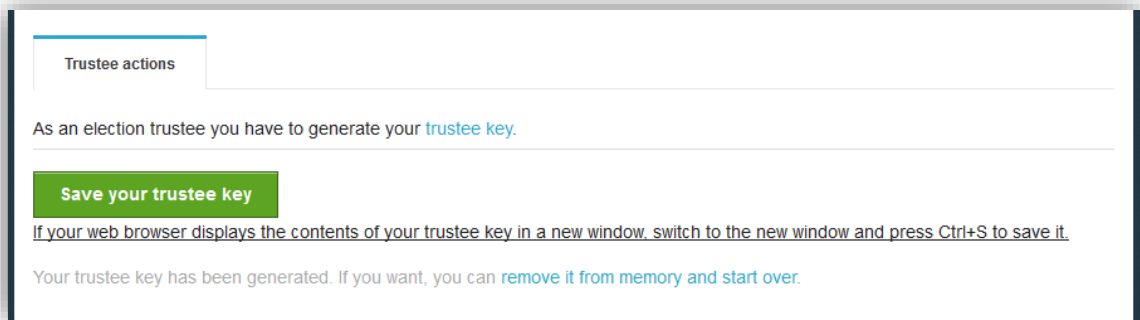 Trustee actions
As an election trustee you have to generate your trustee key.
Save your trustee key
If your web browser displays the contents of your trustee key in a new window, switch to the new window and press Ctrl+S to save it.
Your trustee key has been generated. If you want, you can remove it from memory and start over.